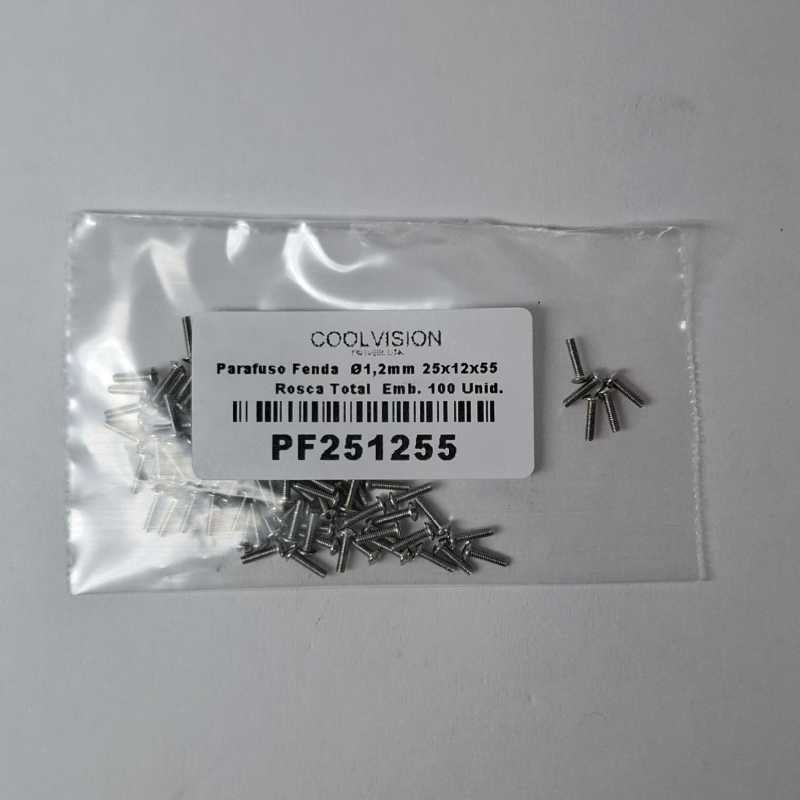 COOLVISION
Parafuso Fenda Ø1,2mm 25x12x55
Rosca Total Emb. 100 Unid.
PF251255